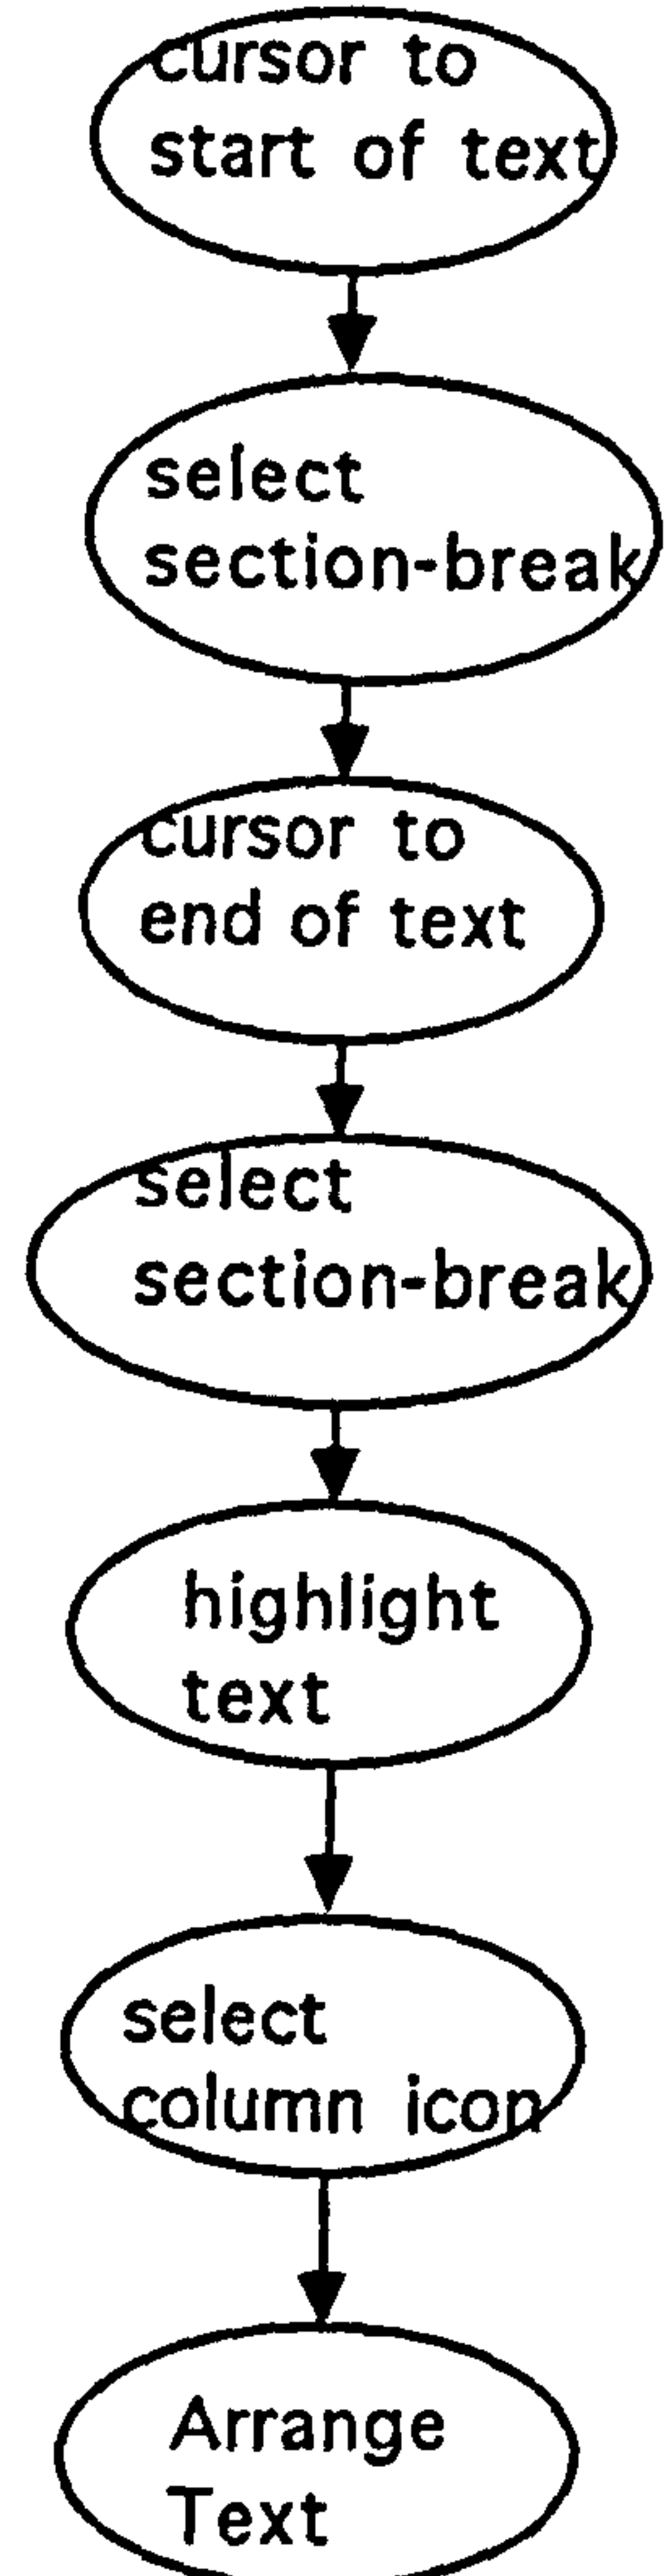 cursor to
start of text
select
section-break
cursor to
end of text
select
section-break
highlight
text
select
column icon
Arrange
Text